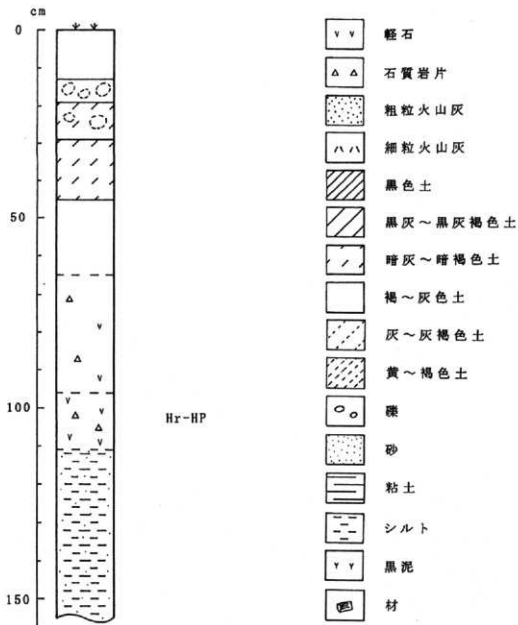 cm
0
50
100
150
Hr-HP
軽石
石質岩片
粗粒火山灰
細粒火山灰
黒色土
黒灰～黒灰褐色土
暗灰～暗褐色土
褐～灰色土
灰～灰褐色土
黄～褐色土
礫
砂
粘土
シルト
黒泥
材